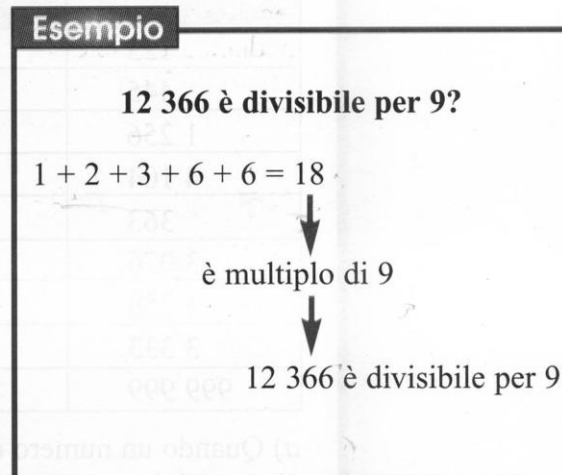 Esempio
12 366 è divisibile per 9?
1 + 2 + 3 + 6 + 6 = 18
è multiplo di 9
12 366 è divisibile per 9